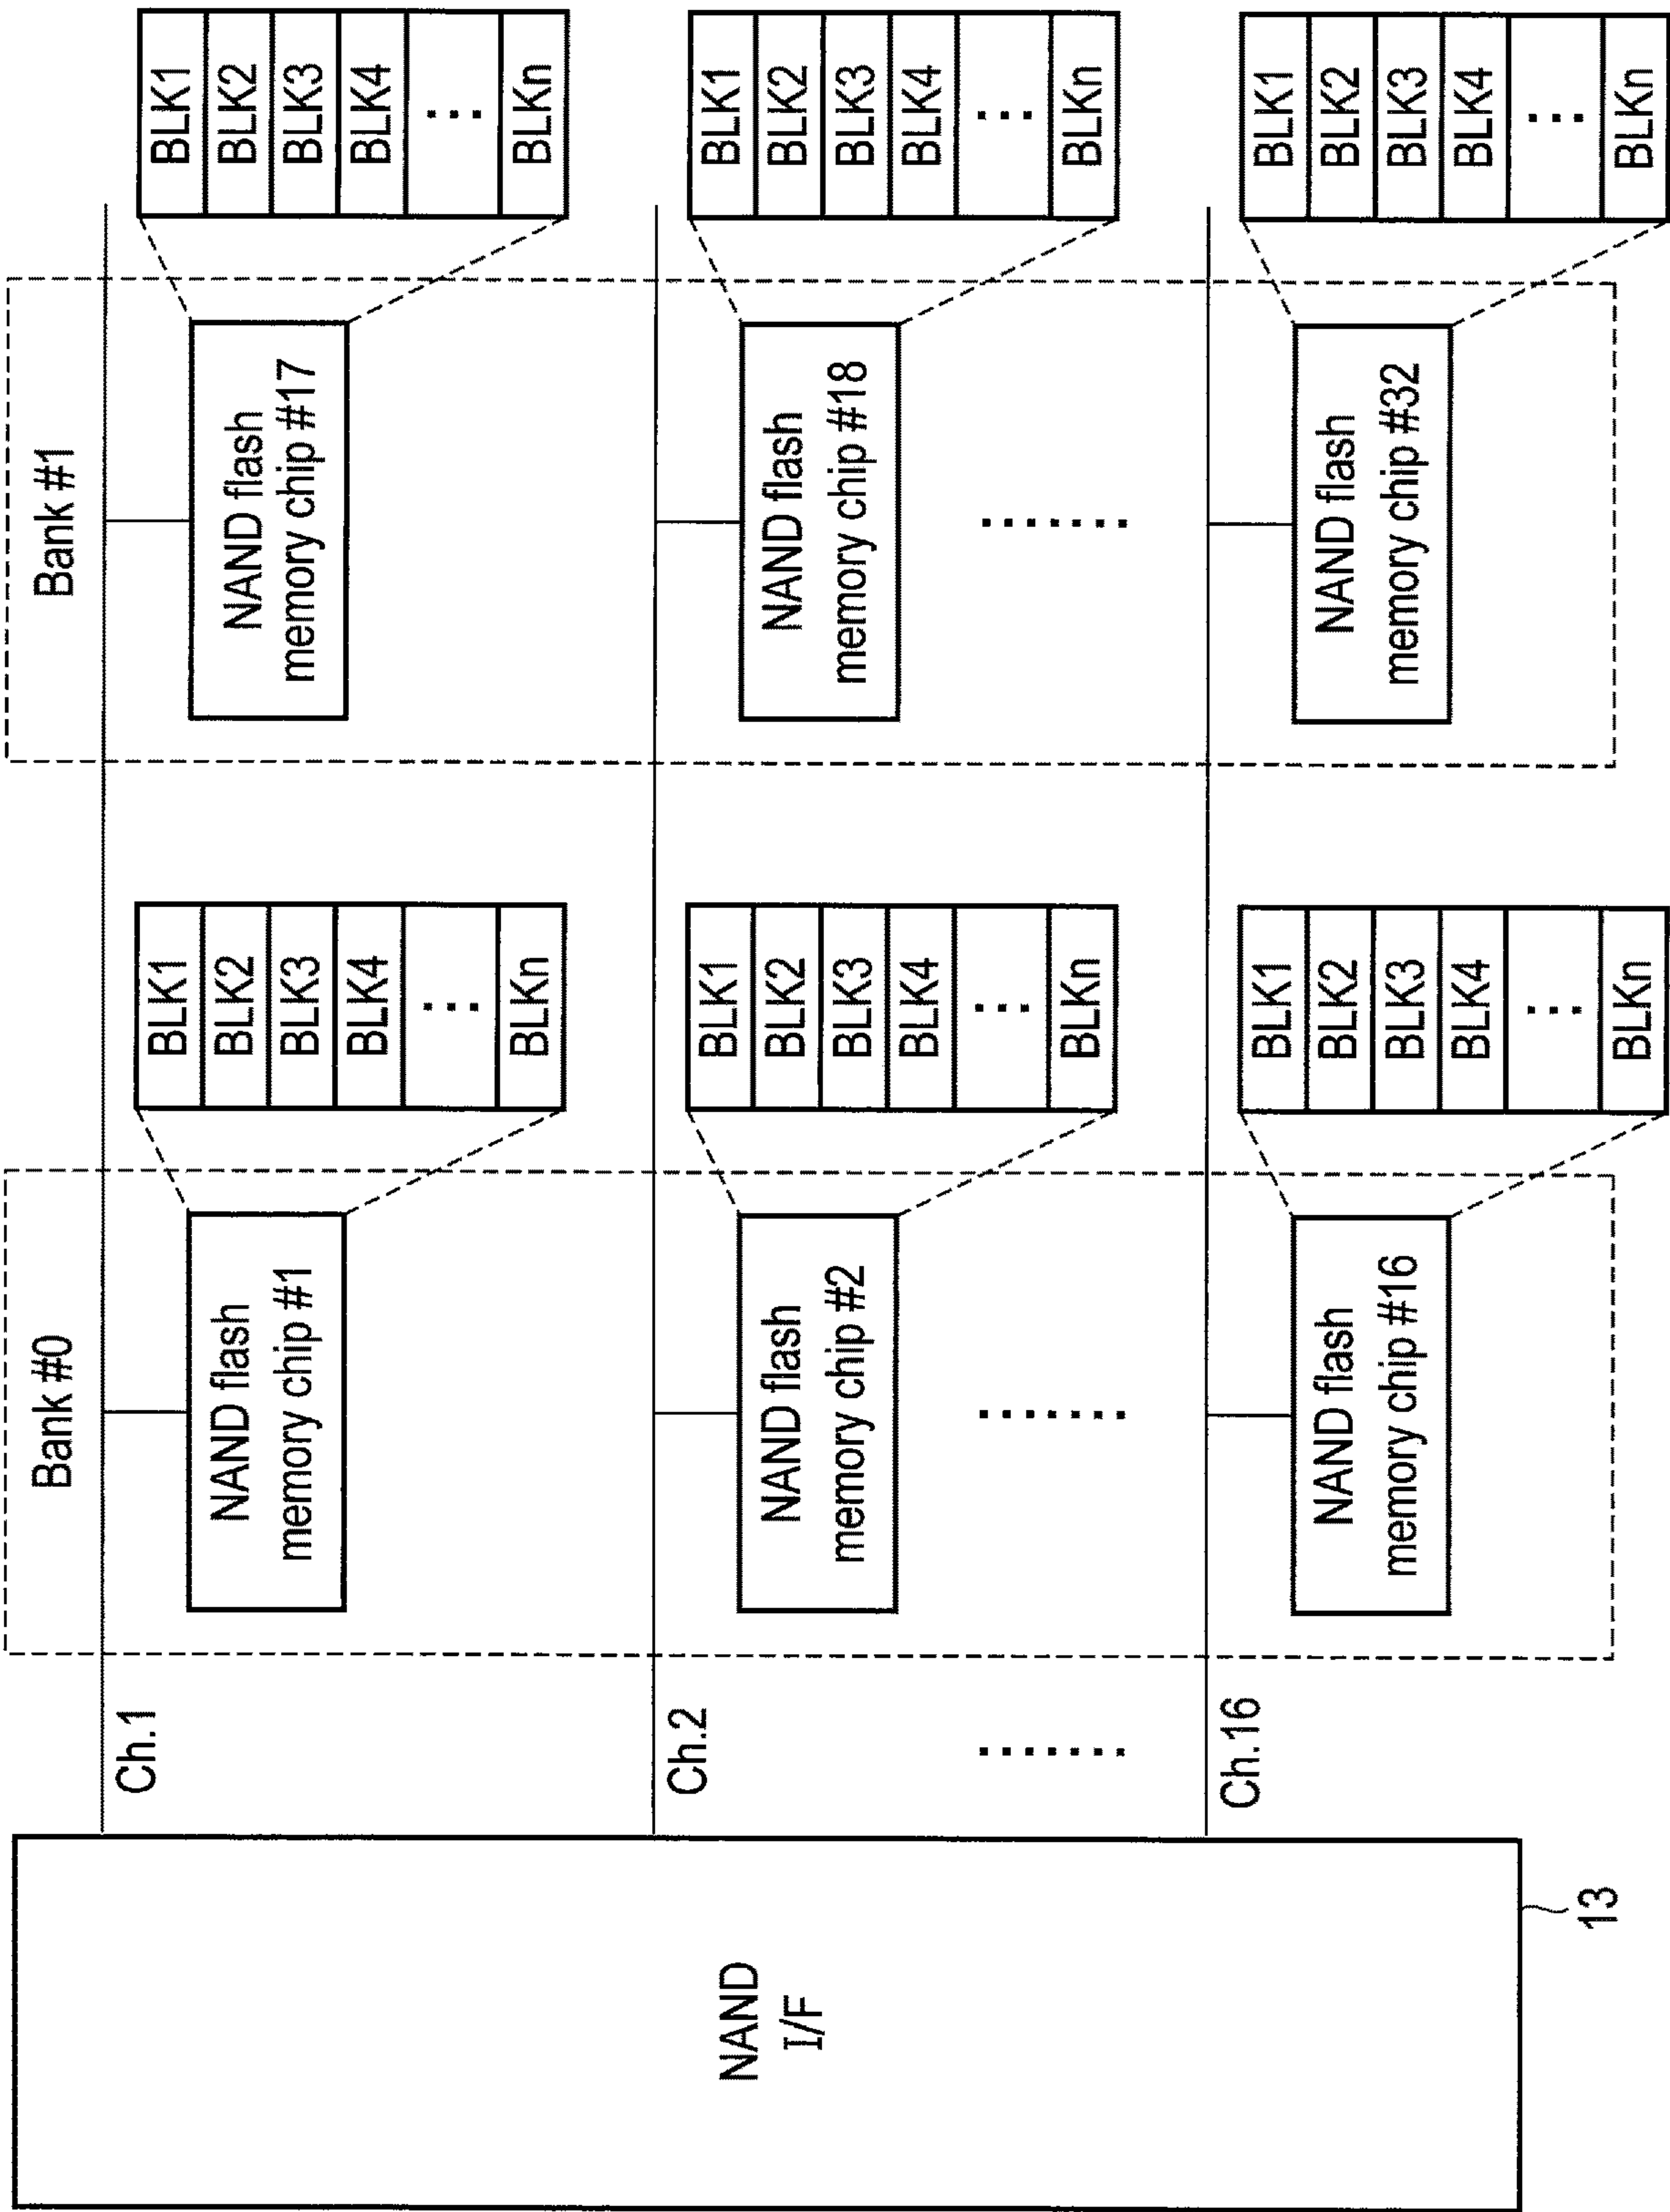 Bank #0
Bank #1
Ch.1
NAND flash
memory chip #1
BLK1
BLK2
BLK3
BLK4
...
BLKn
NAND flash
memory chip #17
BLK1
BLK2
BLK3
BLK4
...
BLKn
NAND
I/F
Ch.2
NAND flash
memory chip #2
BLK1
BLK2
BLK3
BLK4
...
BLKn
NAND flash
memory chip #18
BLK1
BLK2
BLK3
BLK4
...
BLKn
.......
.......
.......
Ch.16
NAND flash
memory chip #16
BLK1
BLK2
BLK3
BLK4
...
BLKn
NAND flash
memory chip #32
BLK1
BLK2
BLK3
BLK4
...
BLKn
13